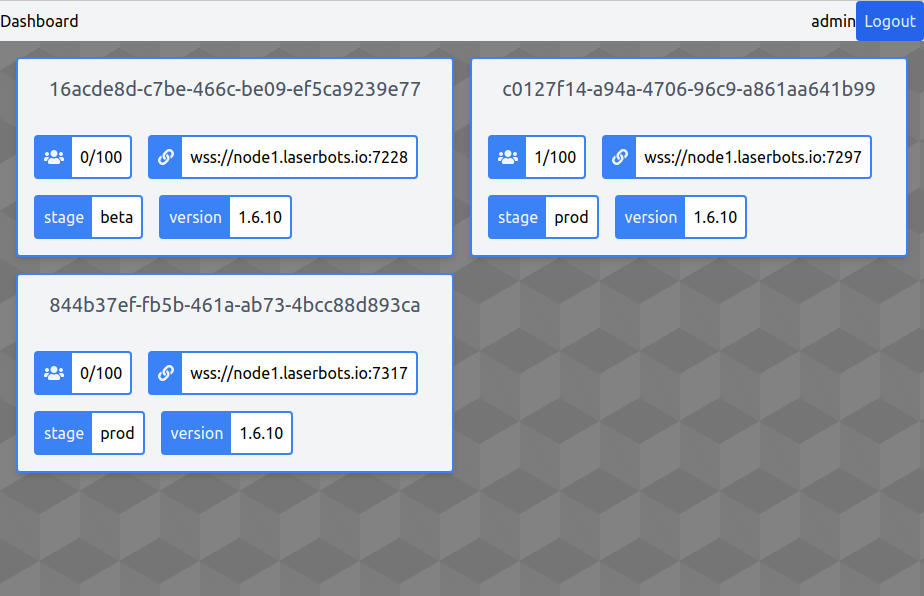 Dashboard admin Logout
16acde8d-c7be-466c-be09-ef5ca9239e77
0/100 wss://node1.laserbots.io:7228
stage beta version 1.6.10
c0127f14-a94a-4706-96c9-a861aa641b99
1/100 wss://node1.laserbots.io:7297
stage prod version 1.6.10
844b37ef-fb5b-461a-ab73-4bcc88d893ca
0/100 wss://node1.laserbots.io:7317
stage prod version 1.6.10